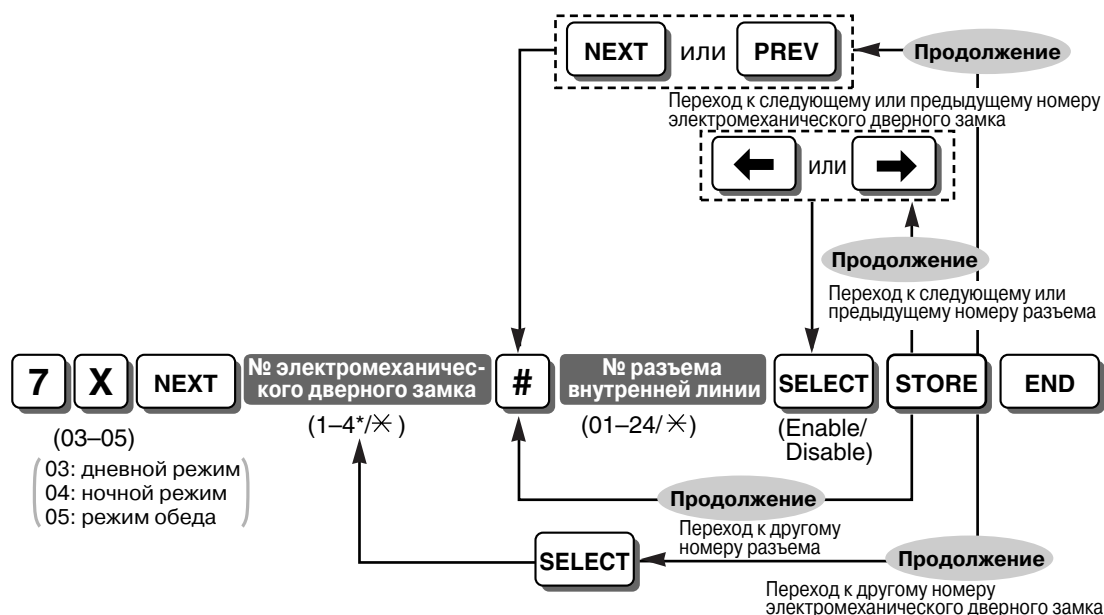 NEXT или PREV
Продолжение
Переход к следующему или предыдущему номеру
электромеханического дверного замка
← или →
Продолжение
Переход к следующему или
предыдущему номеру разъема
7 X NEXT
№ электромеханичес-
кого дверного замка
#
№ разъема
внутренней линии
SELECT STORE END
(03–05)
03: дневной режим
04: ночной режим
05: режим обеда
(1–4*/✳)
(01–24/✳)
(Enable/
Disable)
Продолжение
Переход к другому
номеру разъема
SELECT
Продолжение
Переход к другому номеру
электромеханического дверного замка